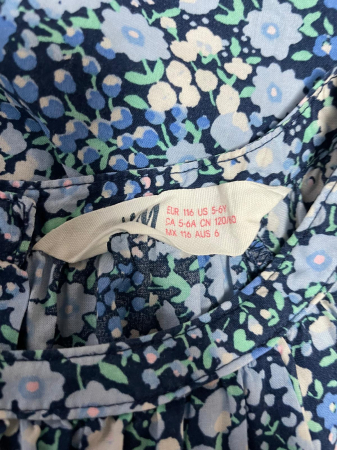 EUR 116 US 5-6Y
CA 5-6A CN 120/60
MX 116 AUS 6